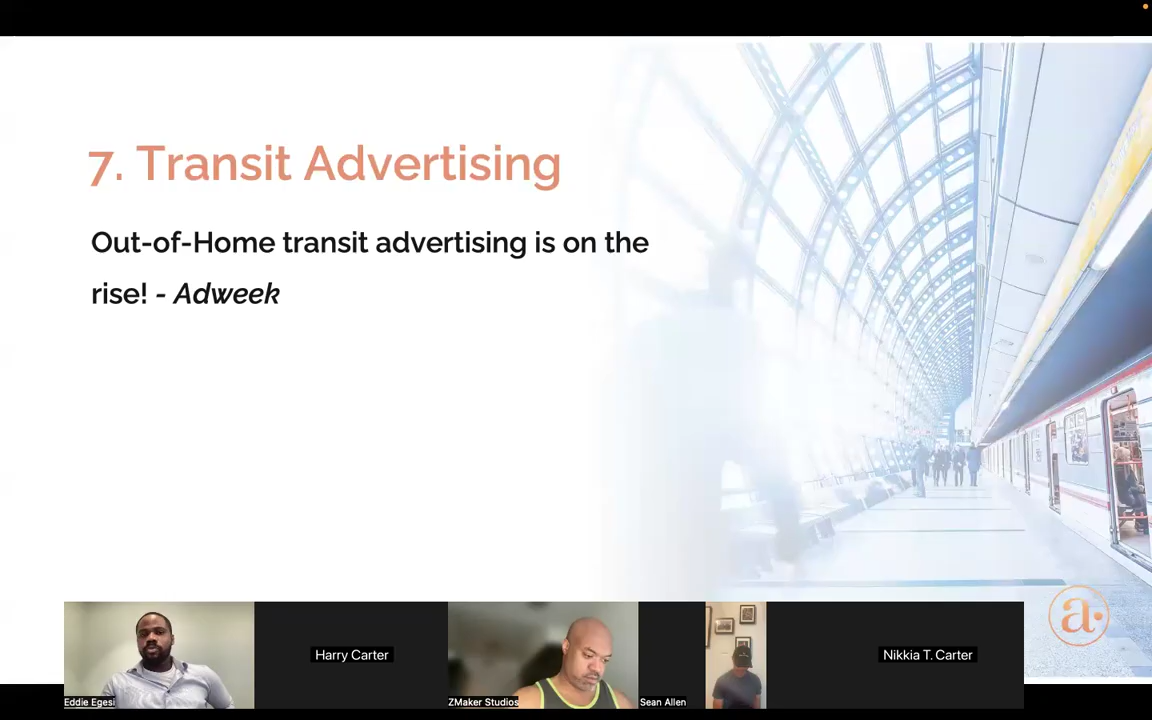 7. Transit Advertising
Out-of-Home transit advertising is on the
rise! - Adweek
a.
Eddie Egesi
Harry Carter
ZMaker Studios
Sean Allen
Nikkia T. Carter